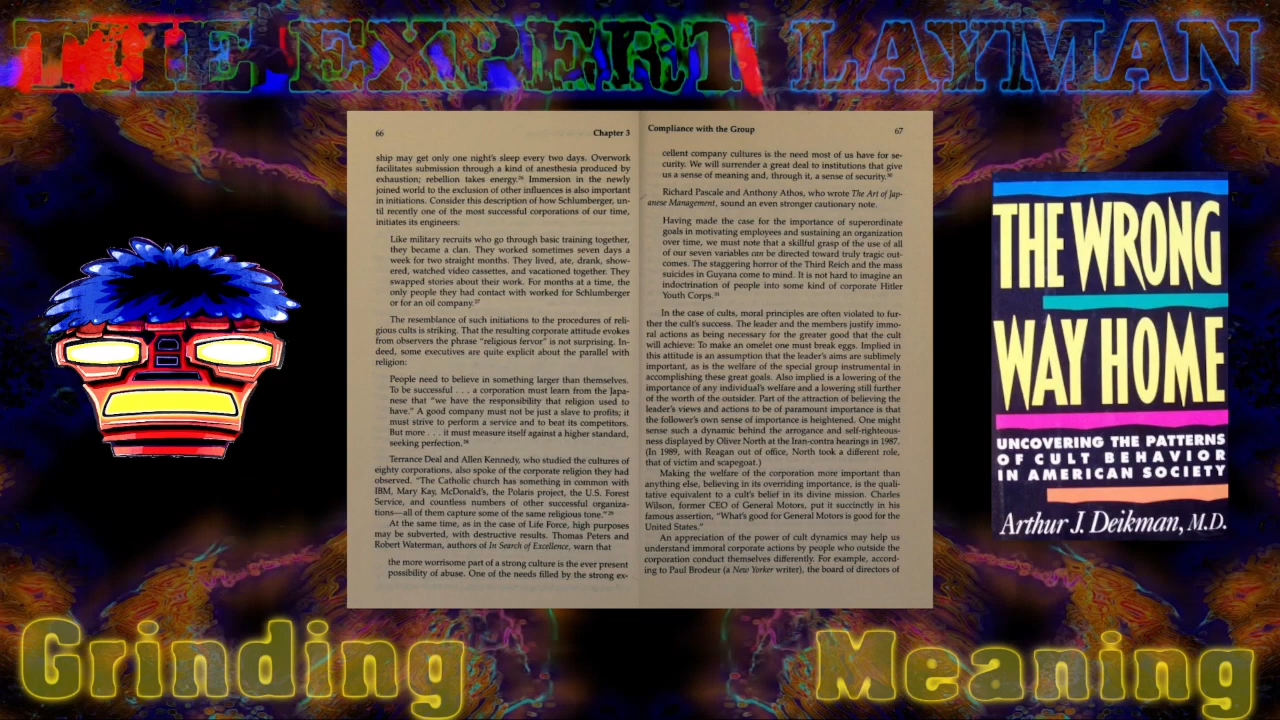 THE EXPERT LAYMAN
66
Chapter 3
ship may get only one night's sleep every two days. Overwork
facilitates submission through a kind of anesthesia produced by
exhaustion; rebellion takes energy.²⁶ Immersion in the newly
joined world to the exclusion of other influences is also important
in initiations. Consider this description of how Schlumberger, un-
til recently one of the most successful corporations of our time,
initiates its engineers:
Like military recruits who go through basic training together,
they became a clan. They worked sometimes seven days a
week for two straight months. They lived, ate, drank, show-
ered, watched video cassettes, and vacationed together. They
swapped stories about their work. For months at a time, the
only people they had contact with worked for Schlumberger
or for an oil company.²⁷
The resemblance of such initiations to the procedures of reli-
gious cults is striking. That the resulting corporate attitude evokes
from observers the phrase "religious fervor" is not surprising. In-
deed, some executives are quite explicit about the parallel with
religion:
People need to believe in something larger than themselves.
To be successful . . . a corporation must learn from the Japa-
nese that "we have the responsibility that religion used to
have." A good company must not be just a slave to profits; it
must strive to perform a service and to beat its competitors.
But more . . . it must measure itself against a higher standard,
seeking perfection.²⁸
Terrance Deal and Allen Kennedy, who studied the cultures of
eighty corporations, also spoke of the corporate religion they had
observed. "The Catholic church has something in common with
IBM, Mary Kay, McDonald's, the Polaris project, the U.S. Forest
Service, and countless numbers of other successful organiza-
tions—all of them capture some of the same religious tone."²⁹
At the same time, as in the case of Life Force, high purposes
may be subverted, with destructive results. Thomas Peters and
Robert Waterman, authors of In Search of Excellence, warn that
the more worrisome part of a strong culture is the ever present
possibility of abuse. One of the needs filled by the strong ex-
Compliance with the Group
67
cellent company cultures is the need most of us have for se-
curity. We will surrender a great deal to institutions that give
us a sense of meaning and, through it, a sense of security.³⁰
Richard Pascale and Anthony Athos, who wrote The Art of Jap-
anese Management, sound an even stronger cautionary note.
Having made the case for the importance of superordinate
goals in motivating employees and sustaining an organization
over time, we must note that a skillful grasp of the use of all
of our seven variables can be directed toward truly tragic out-
comes. The staggering horror of the Third Reich and the mass
suicides in Guyana come to mind. It is not hard to imagine an
indoctrination of people into some kind of corporate Hitler
Youth Corps.³¹
In the case of cults, moral principles are often violated to fur-
ther the cult's success. The leader and the members justify immo-
ral actions as being necessary for the greater good that the cult
will achieve: To make an omelet one must break eggs. Implied in
this attitude is an assumption that the leader's aims are sublimely
important, as is the welfare of the special group instrumental in
accomplishing these great goals. Also implied is a lowering of the
importance of any individual's welfare and a lowering still further
of the worth of the outsider. Part of the attraction of believing the
leader's views and actions to be of paramount importance is that
the follower's own sense of importance is heightened. One might
sense such a dynamic behind the arrogance and self-righteous-
ness displayed by Oliver North at the Iran-contra hearings in 1987.
(In 1989, with Reagan out of office, North took a different role,
that of victim and scapegoat.)
Making the welfare of the corporation more important than
anything else, believing in its overriding importance, is the quali-
tative equivalent to a cult's belief in its divine mission. Charles
Wilson, former CEO of General Motors, put it succinctly in his
famous assertion, "What's good for General Motors is good for the
United States."
An appreciation of the power of cult dynamics may help us
understand immoral corporate actions by people who outside the
corporation conduct themselves differently. For example, accord-
ing to Paul Brodeur (a New Yorker writer), the board of directors of
THE WRONG
WAY HOME
UNCOVERING THE PATTERNS
OF CULT BEHAVIOR
IN AMERICAN SOCIETY
Arthur J. Deikman, M.D.
Grinding
Meaning